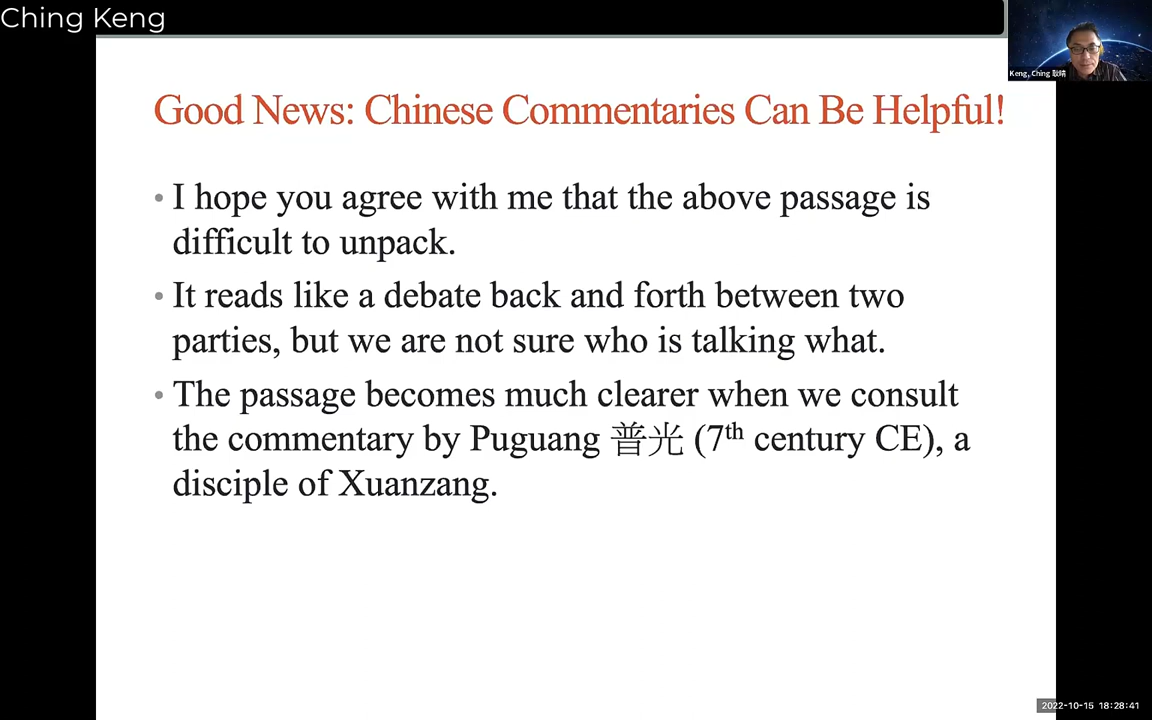 Ching Keng
Keng, Ching 耿晴
Good News: Chinese Commentaries Can Be Helpful!
• I hope you agree with me that the above passage is
difficult to unpack.
• It reads like a debate back and forth between two
parties, but we are not sure who is talking what.
• The passage becomes much clearer when we consult
the commentary by Puguang 普光 (7th century CE), a
disciple of Xuanzang.
2022-10-15 18:28:41